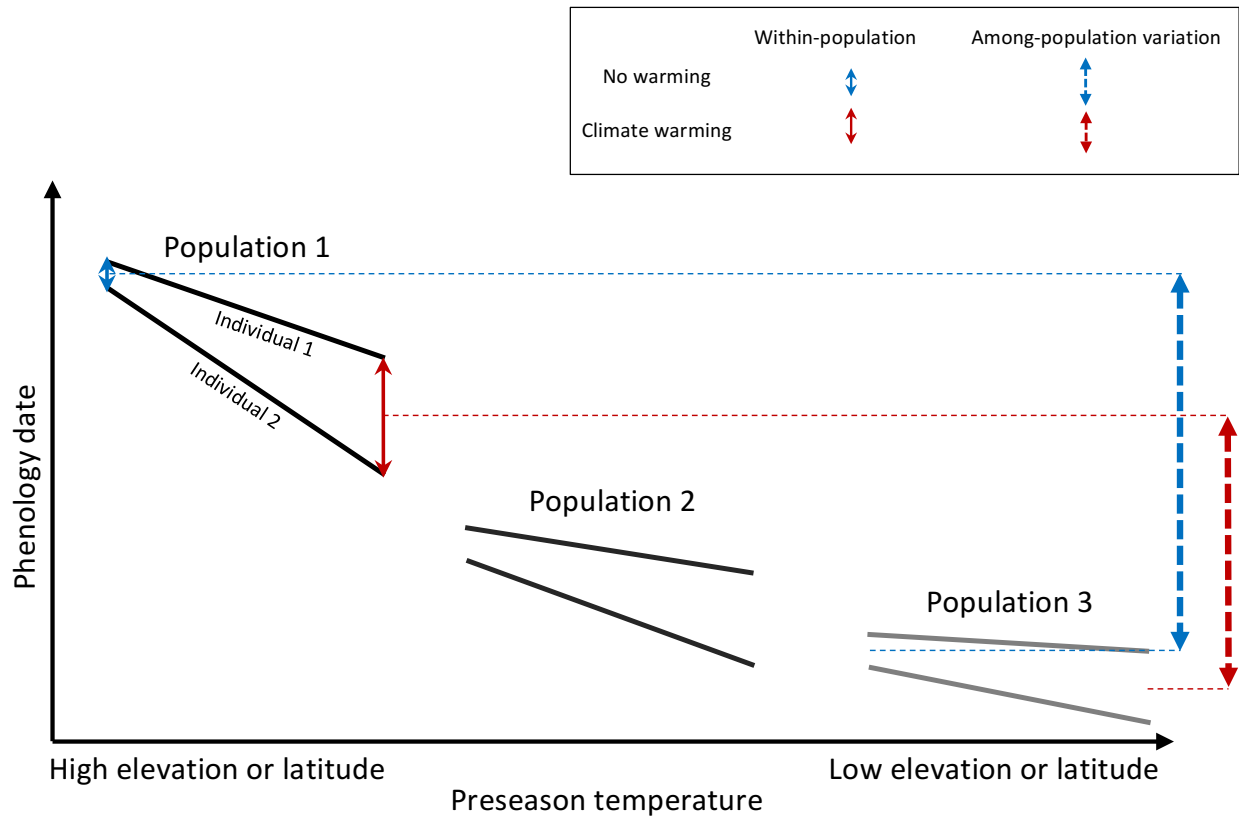 Within-population
Among-population variation
No warming
Climate warming
Population 1
Individual 1
Individual 2
Population 2
Population 3
Phenology date
High elevation or latitude
Low elevation or latitude
Preseason temperature